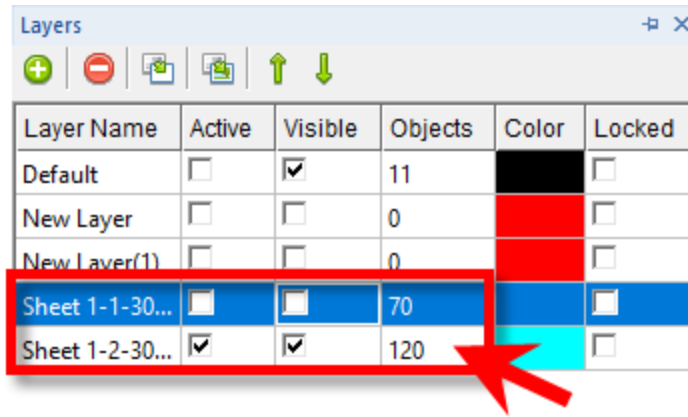 Layers
Layer Name Active Visible Objects Color Locked
Default 11
New Layer 0
New Layer(1) 0
Sheet 1-1-30... 70
Sheet 1-2-30... 120